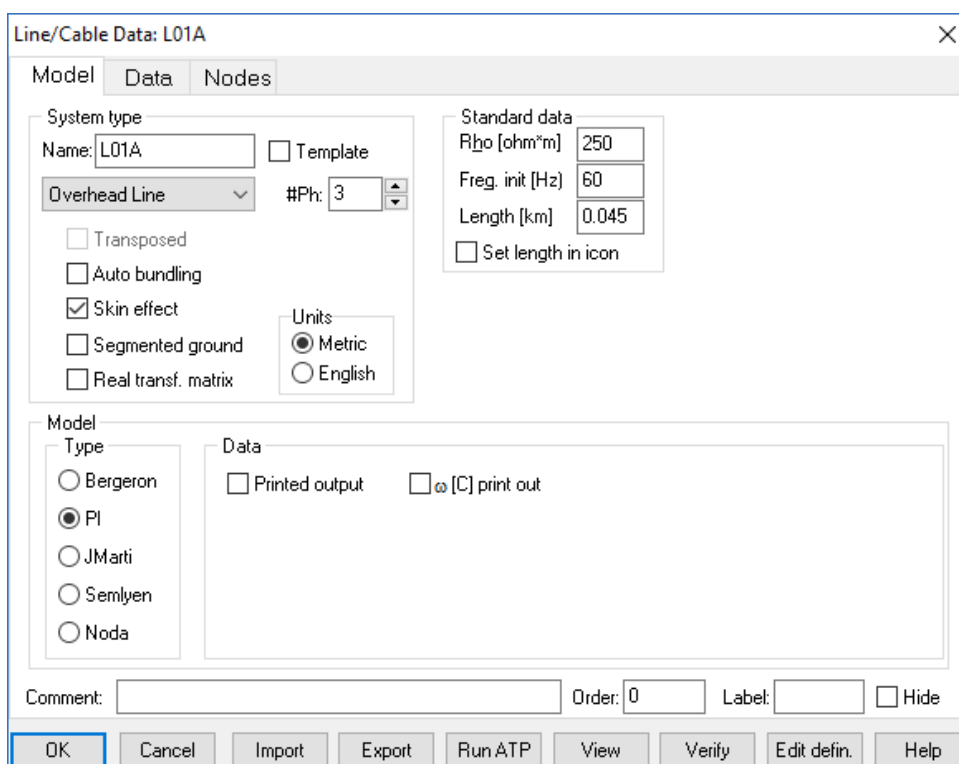 Line/Cable Data: L01A
Model Data Nodes
System type
Name: L01A Template
Overhead Line #Ph: 3
Transposed
Auto bundling
Skin effect
Segmented ground
Real transf. matrix
Units
Metric
English
Standard data
Rho [ohm*m] 250
Freq. init [Hz] 60
Length [km] 0.045
Set length in icon
Model
Type
Bergeron
PI
JMarti
Semlyen
Noda
Data
Printed output ω [C] print out
Comment: Order: 0 Label: Hide
OK Cancel Import Export Run ATP View Verify Edit defin. Help